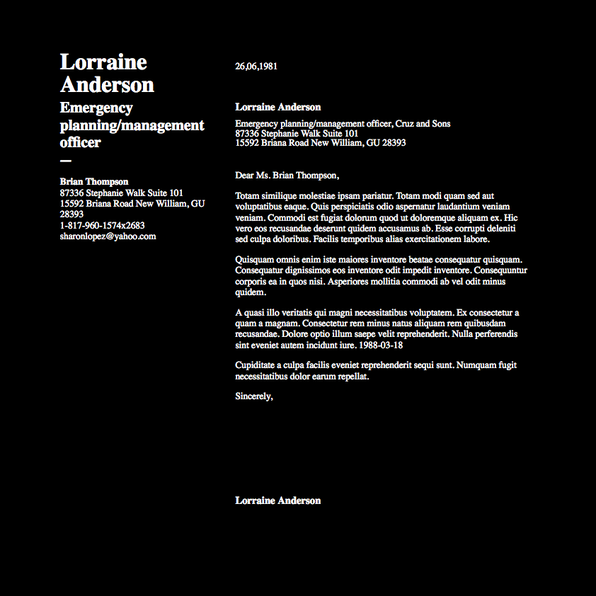 Lorraine
Anderson
Emergency
planning/management
officer
—
Brian Thompson
87336 Stephanie Walk Suite 101
15592 Briana Road New William, GU
28393
1-817-960-1574x2683
sharonlopez@yahoo.com
26,06,1981
Lorraine Anderson
Emergency planning/management officer, Cruz and Sons
87336 Stephanie Walk Suite 101
15592 Briana Road New William, GU 28393
Dear Ms. Brian Thompson,
Totam similique molestiae ipsam pariatur. Totam modi quam sed aut
voluptatibus eaque. Quis perspiciatis odio aspernatur laudantium veniam
veniam. Commodi est fugiat dolorum quod ut doloremque aliquam ex. Hic
vero eos recusandae deserunt quidem accusamus ab. Esse corrupti deleniti
sed culpa doloribus. Facilis temporibus alias exercitationem labore.
Quisquam omnis enim iste maiores inventore beatae consequatur quisquam.
Consequatur dignissimos eos inventore odit impedit inventore. Consequuntur
corporis ea in quos nisi. Asperiores mollitia commodi ab vel odit minus
quidem.
A quasi illo veritatis qui magni necessitatibus voluptatem. Ex consectetur a
quam a magnam. Consectetur rem minus natus aliquam rem quibusdam
recusandae. Dolore optio illum saepe velit reprehenderit. Nulla perferendis
sint eveniet autem incidunt iure. 1988-03-18
Cupiditate a culpa facilis eveniet reprehenderit sequi sunt. Numquam fugit
necessitatibus dolor earum repellat.
Sincerely,
Lorraine Anderson